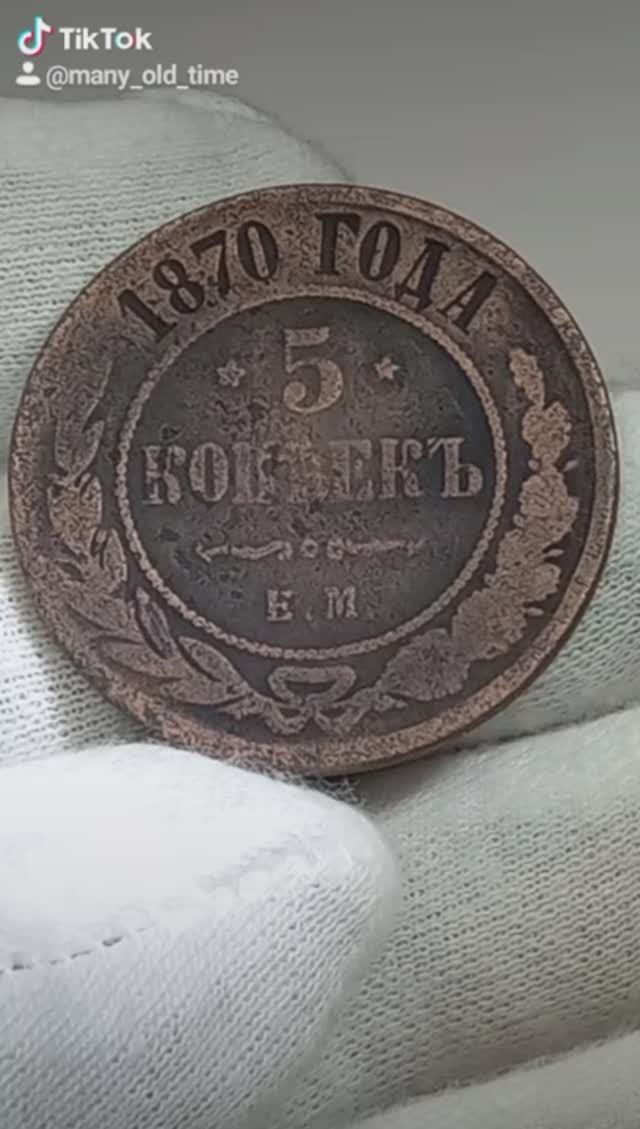 TikTok
@many_old_time
1870 ГОДА
5
КОПѢЕКЪ
Е.М.